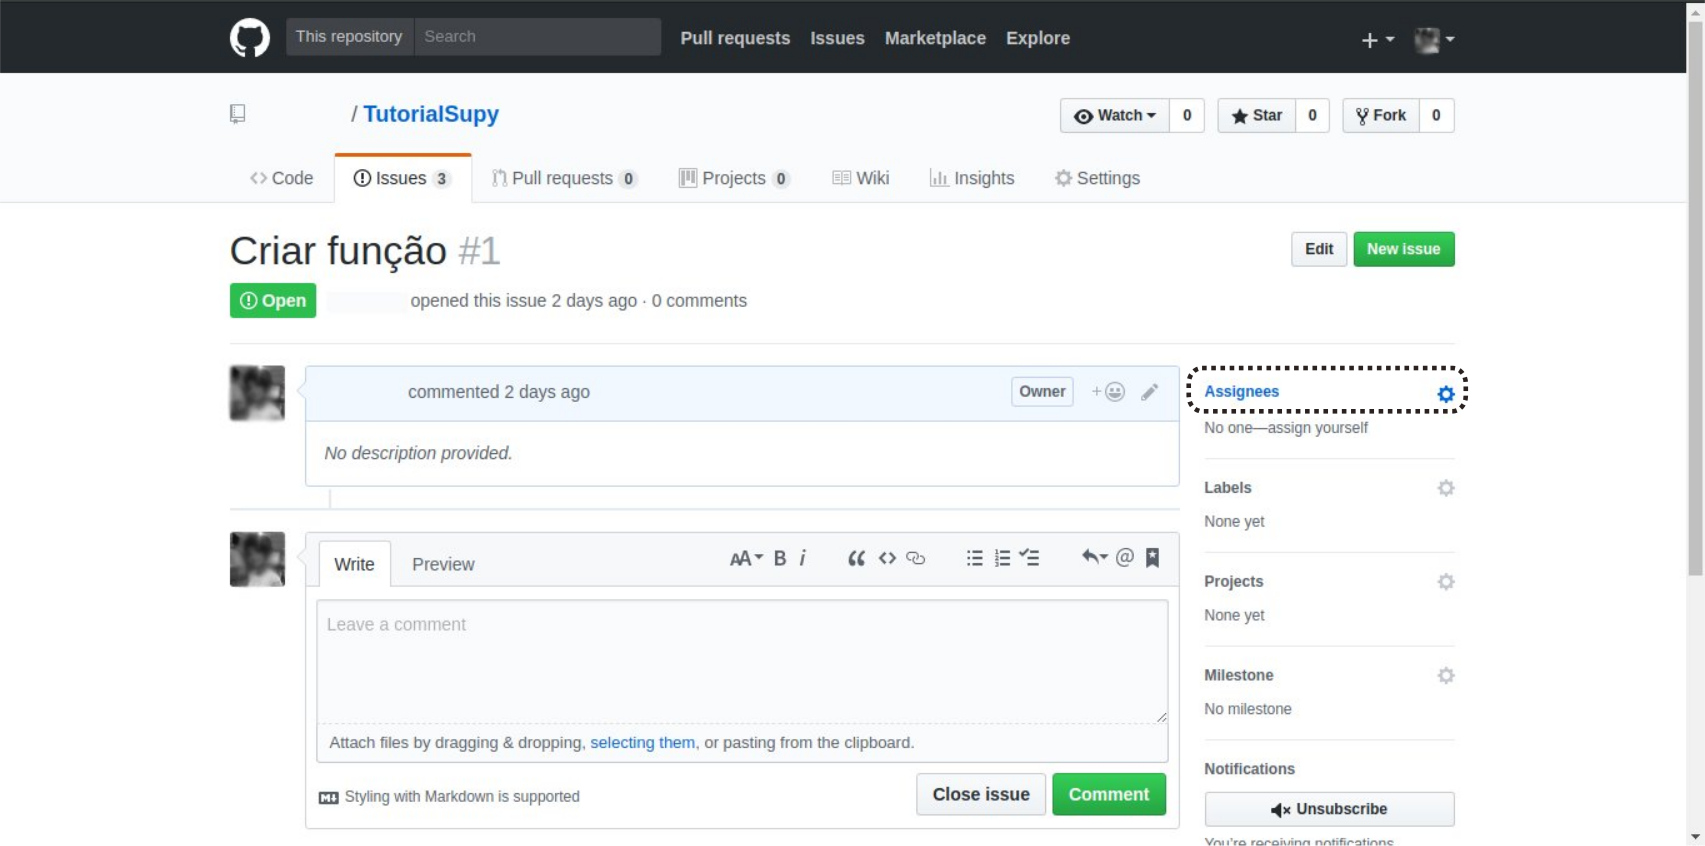 This repository Search Pull requests Issues Marketplace Explore
/ TutorialSupy Watch 0 Star 0 Fork 0
Code Issues 3 Pull requests 0 Projects 0 Wiki Insights Settings
Criar função #1 Edit New issue
Open opened this issue 2 days ago · 0 comments
commented 2 days ago Owner
Assignees
No one—assign yourself
No description provided.
Labels
None yet
Write Preview AA B i
Projects
None yet
Leave a comment
Milestone
No milestone
Attach files by dragging & dropping, selecting them, or pasting from the clipboard.
Notifications
Styling with Markdown is supported Close issue Comment
Unsubscribe
You're receiving notifications